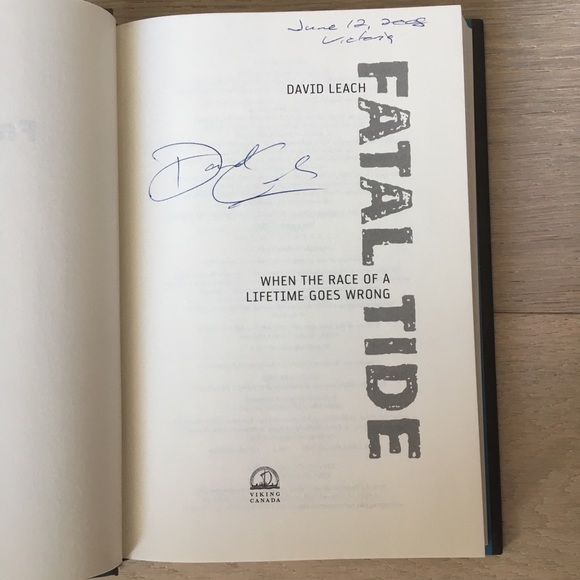 June 12, 2008
Victoria
DAVID LEACH
FATAL TIDE
WHEN THE RACE OF A
LIFETIME GOES WRONG
VIKING
CANADA